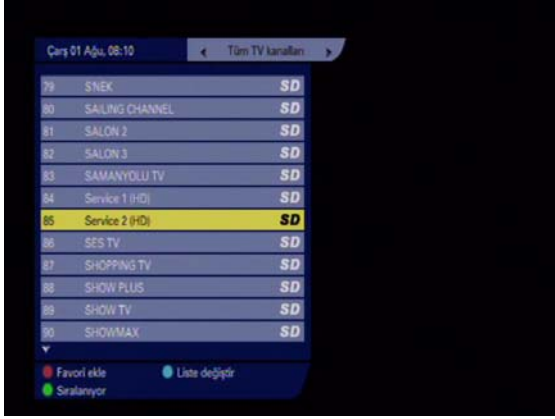 Çarş 01 Ağu, 08:10 Tüm TV kanalları
79 S'NEK SD
80 SAILING CHANNEL SD
81 SALON 2 SD
82 SALON 3 SD
83 SAMANYOLU TV SD
84 Service 1 (HD) SD
85 Service 2 (HD) SD
86 SES TV SD
87 SHOPPING TV SD
88 SHOW PLUS SD
89 SHOW TV SD
90 SHOWMAX SD
Favori ekle Liste değiştir
Sıralanıyor